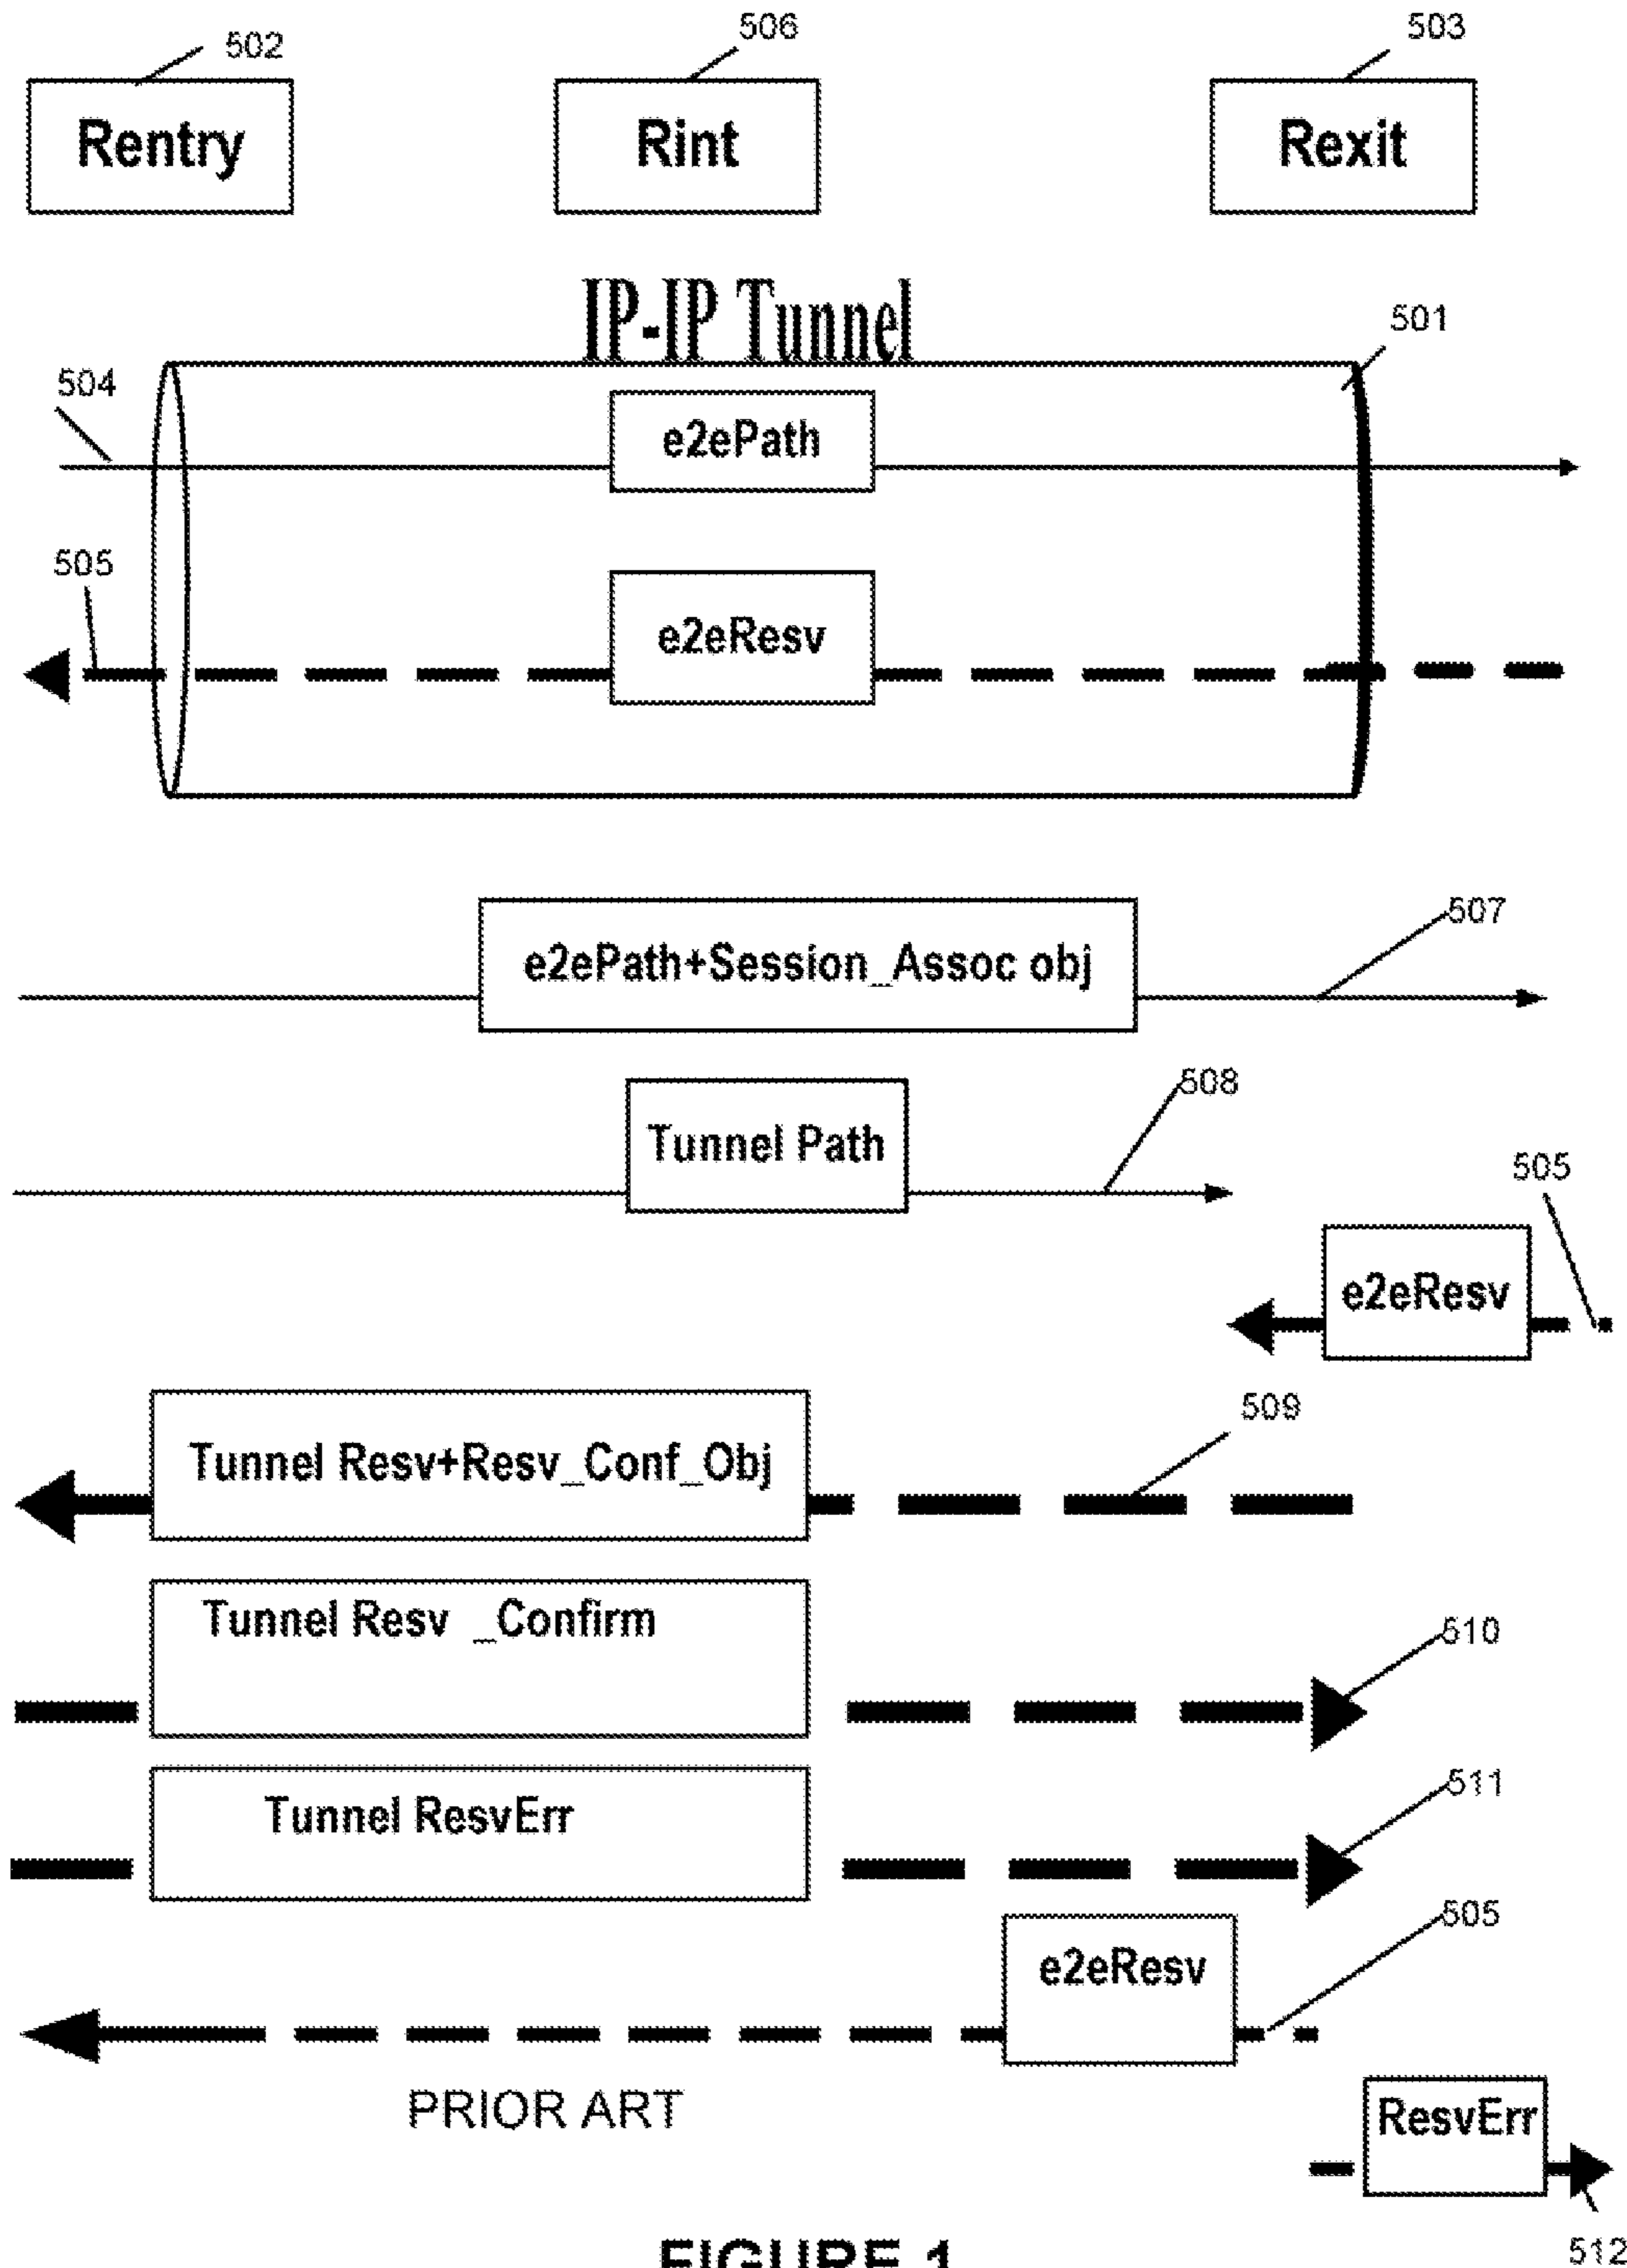 502
506
503
Rentry
Rint
Rexit
IP-IP Tunnel
501
504
e2ePath
505
e2eResv
507
e2ePath+Session_Assoc obj
508
Tunnel Path
505
e2eResv
509
Tunnel Resv+Resv_Conf_Obj
Tunnel Resv _Confirm
510
Tunnel ResvErr
511
505
e2eResv
PRIOR ART
ResvErr
512
FIGURE 1